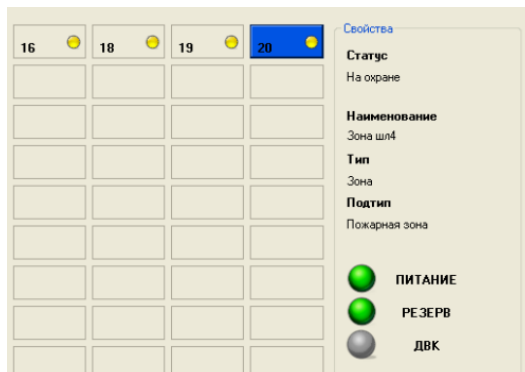 16 18 19 20
Свойства
Статус
На охране
Наименование
Зона шл4
Тип
Зона
Подтип
Пожарная зона
ПИТАНИЕ
РЕЗЕРВ
ДВК